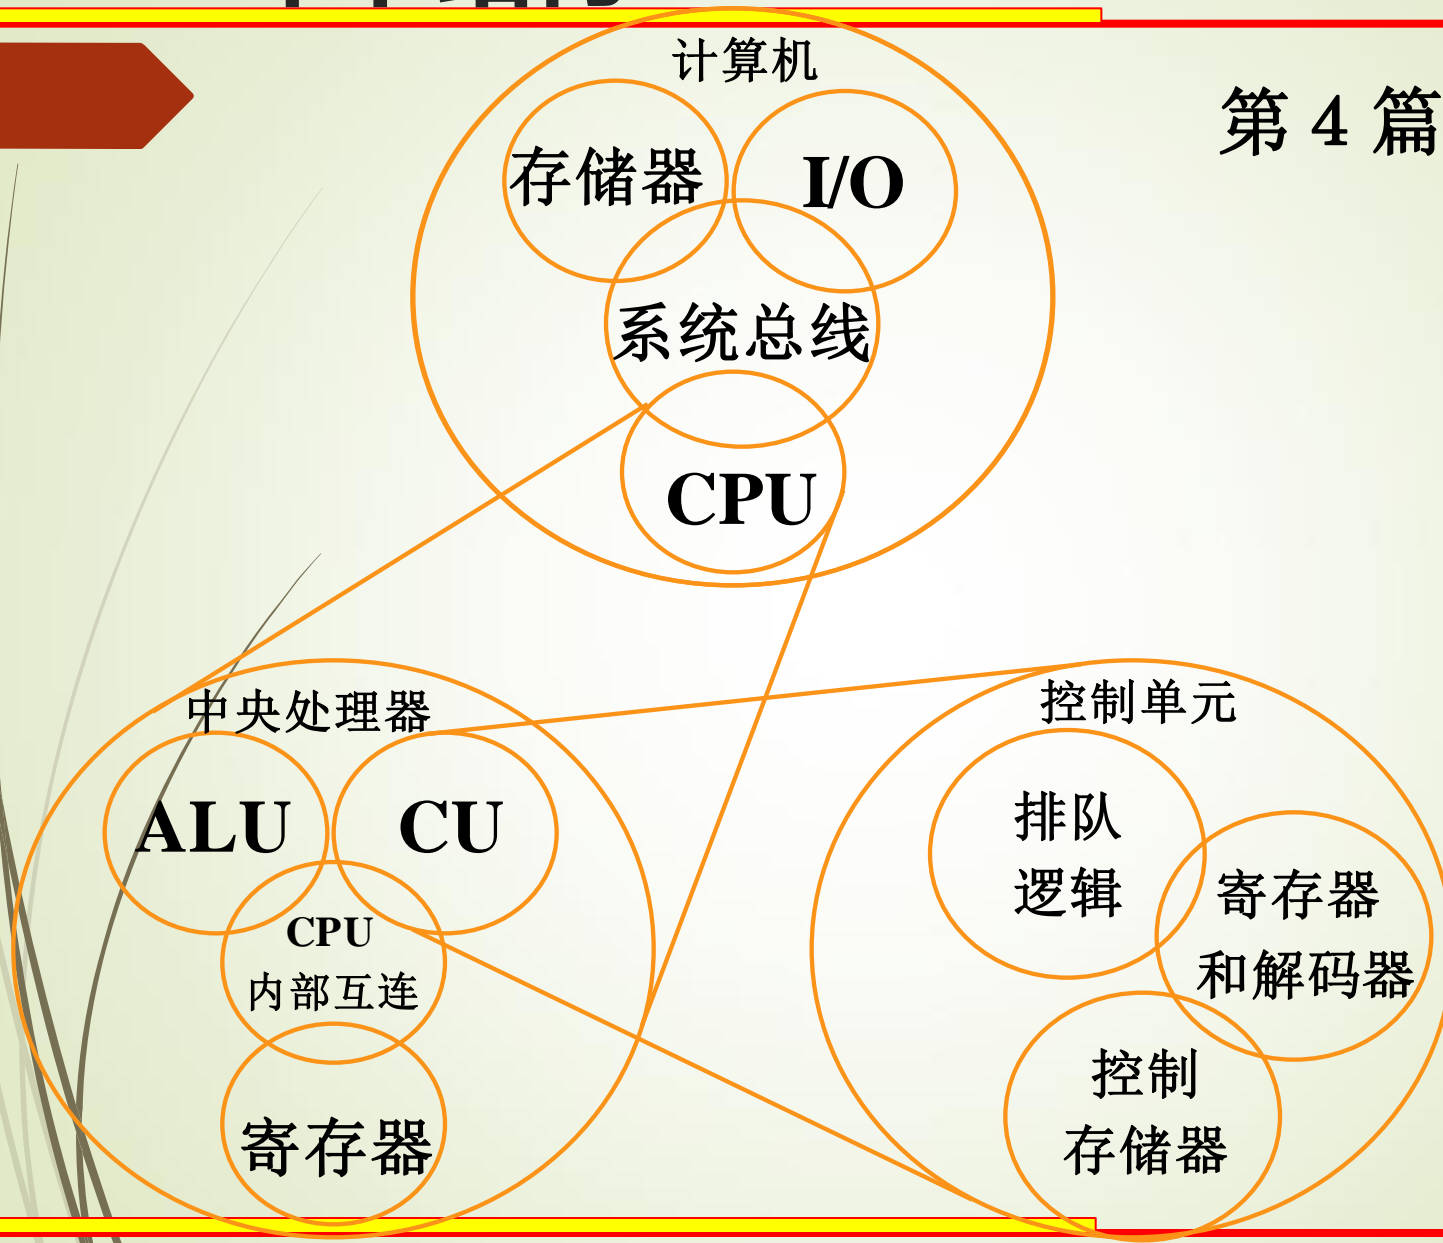 计算机
第 4 篇
存储器
I/O
系统总线
CPU
中央处理器
ALU
CU
CPU
内部互连
寄存器
控制单元
排队
逻辑
寄存器
和解码器
控制
存储器